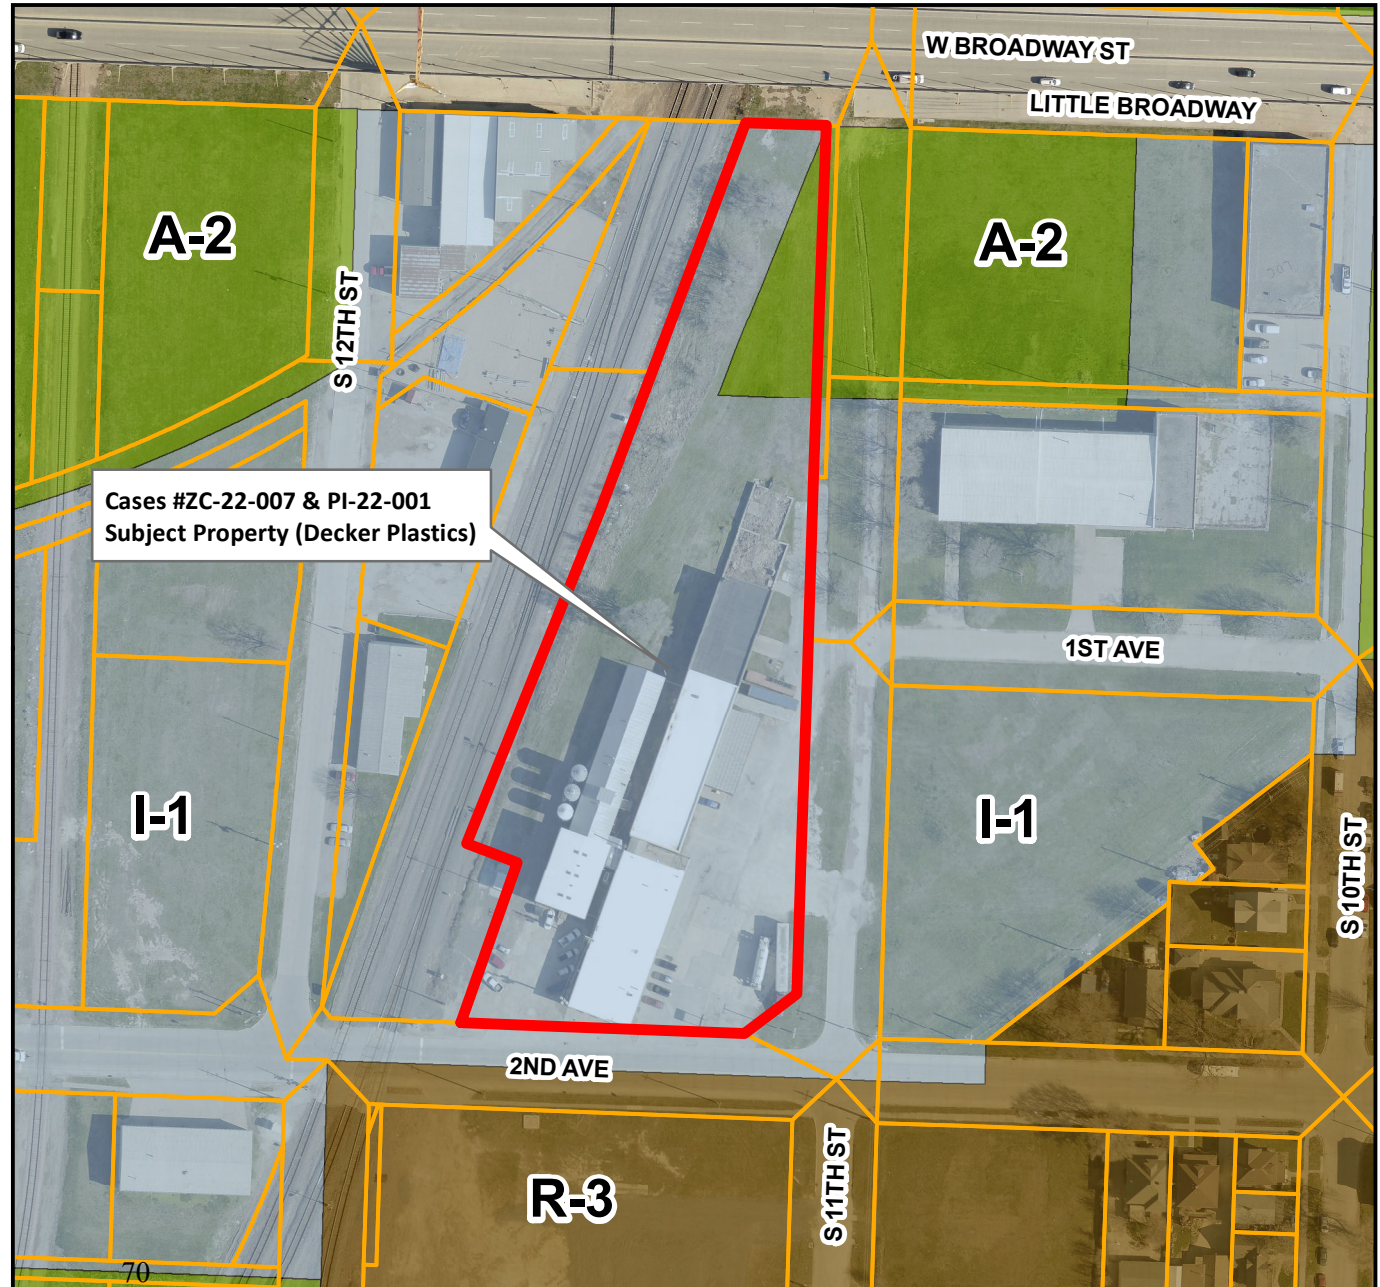 W BROADWAY ST
LITTLE BROADWAY
A-2
A-2
S 12TH ST
Cases #ZC-22-007 & PI-22-001
Subject Property (Decker Plastics)
1ST AVE
I-1
I-1
S 10TH ST
2ND AVE
R-3
S 11TH ST
70